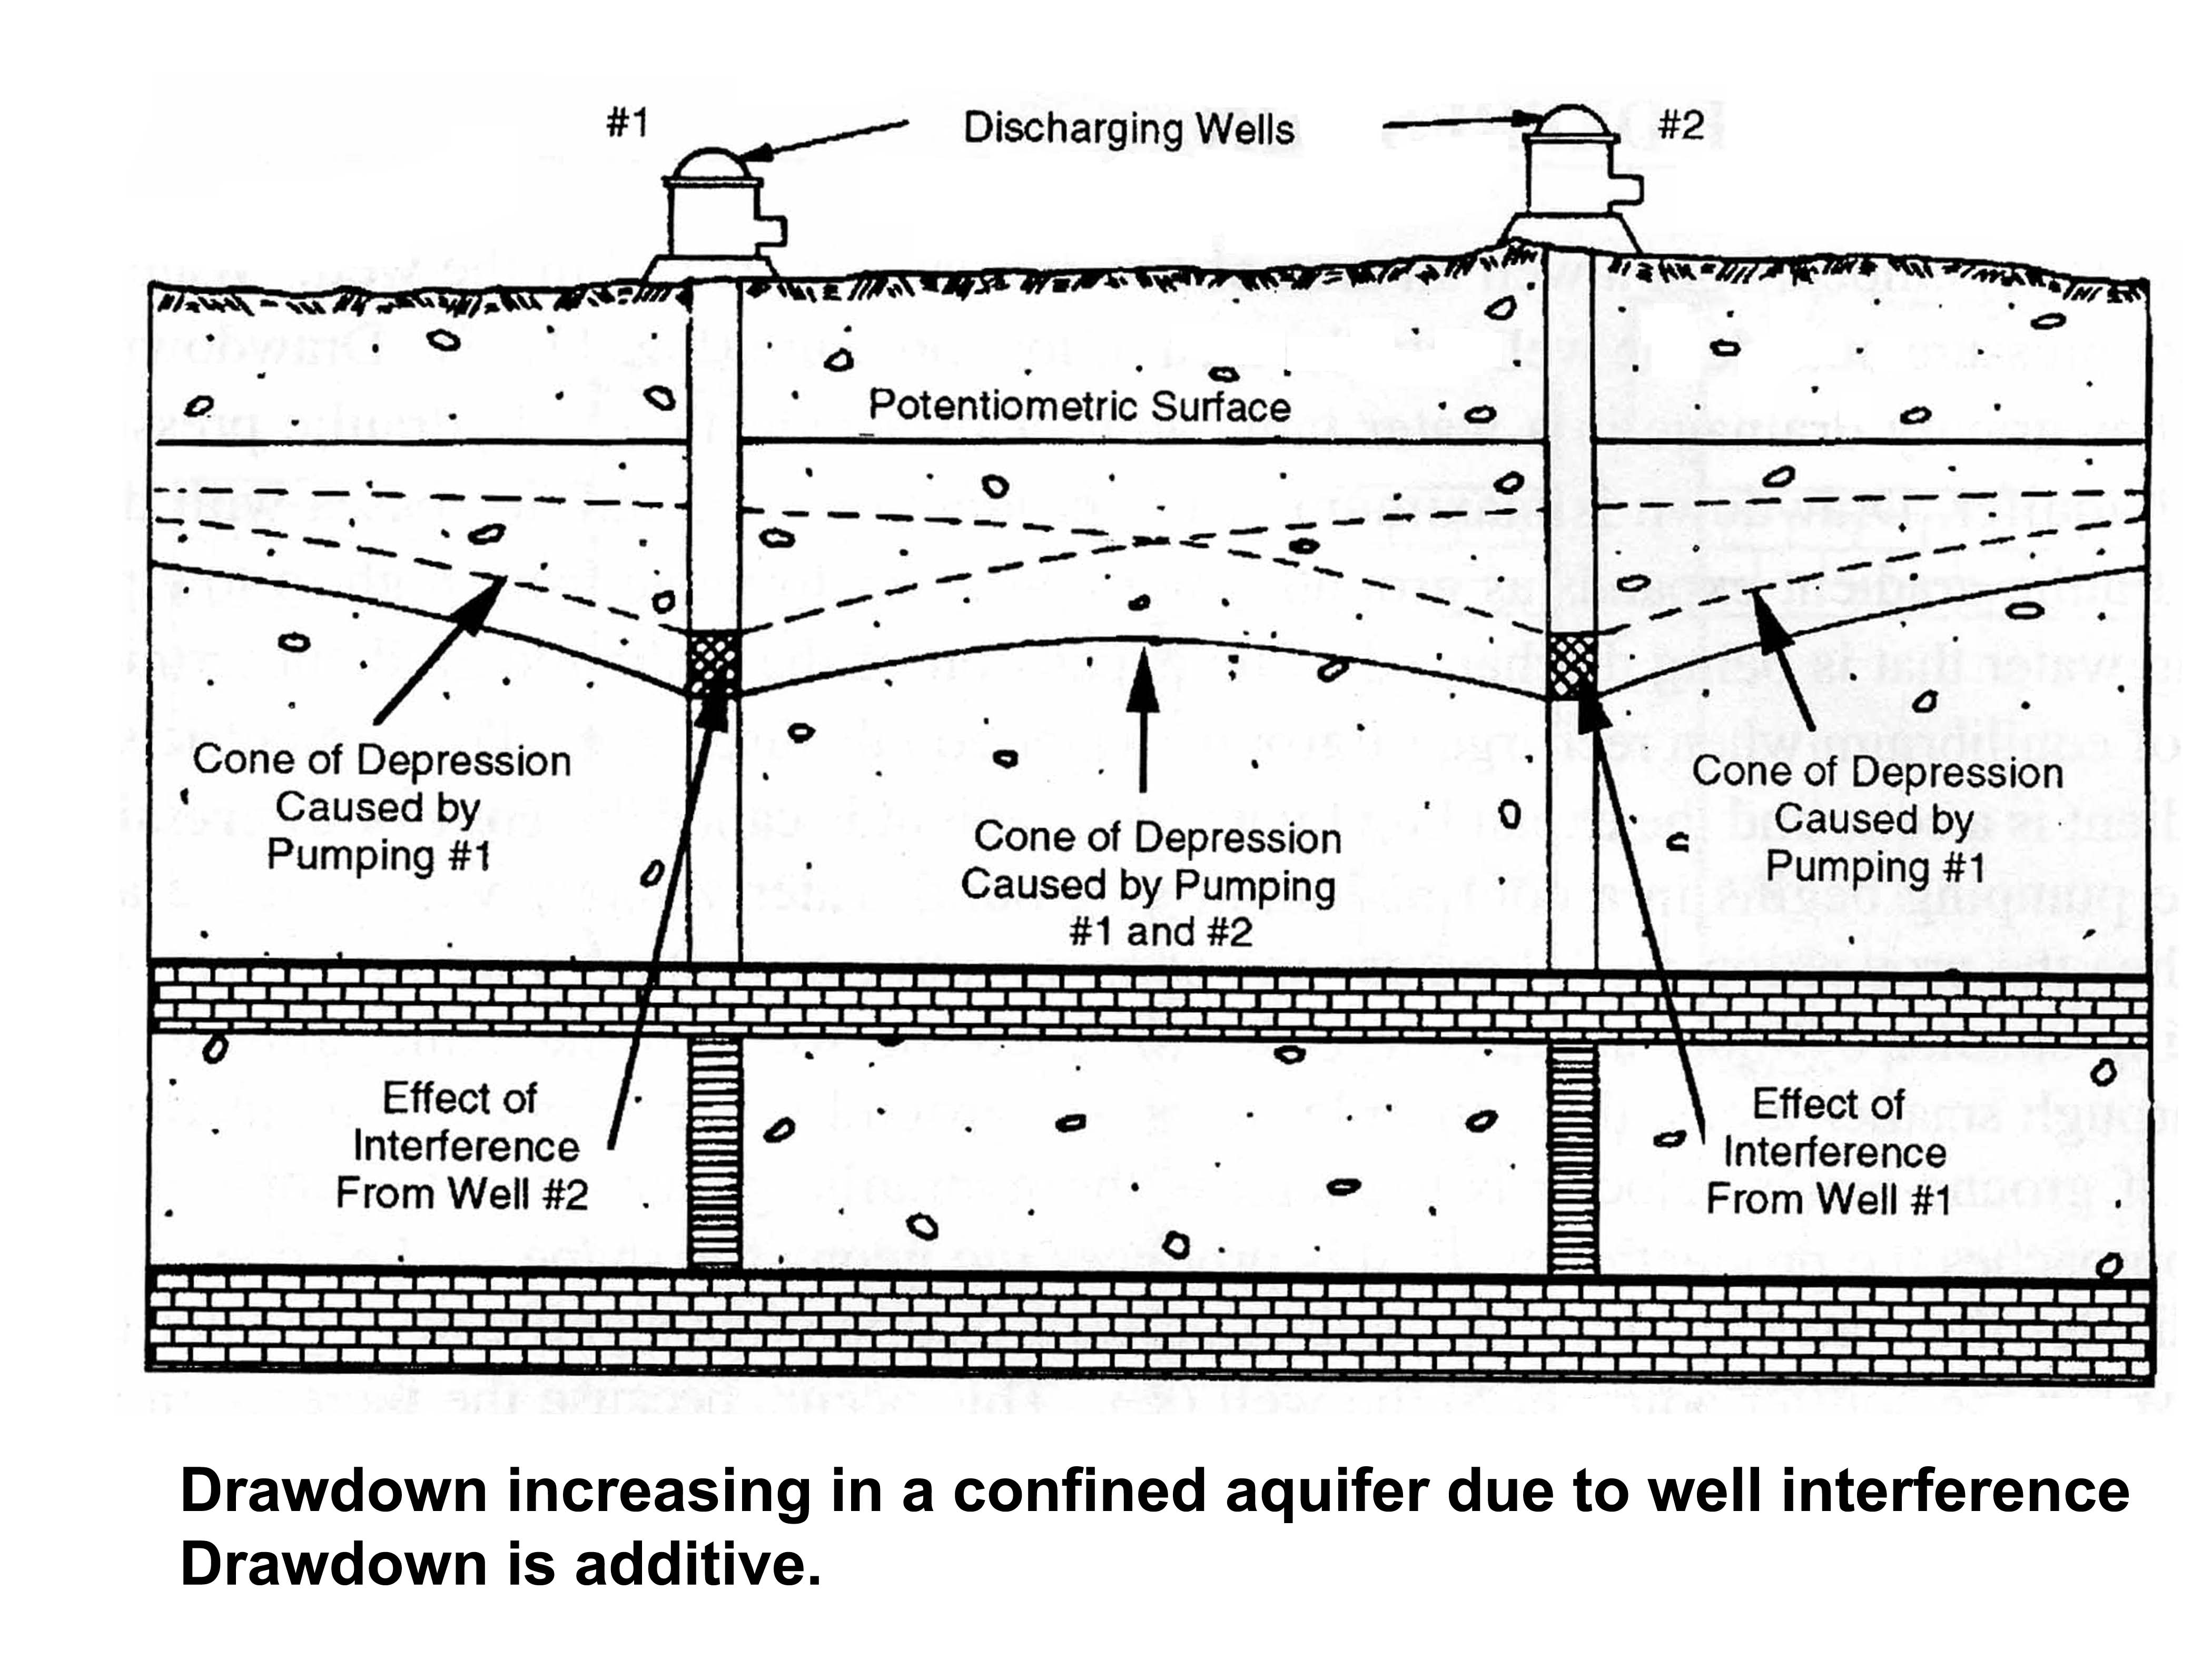 #1
Discharging Wells
#2
Potentiometric Surface
Cone of Depression
Caused by
Pumping #1
Cone of Depression
Caused by Pumping
#1 and #2
Cone of Depression
Caused by
Pumping #1
Effect of
Interference
From Well #2
Effect of
Interference
From Well #1
Drawdown increasing in a confined aquifer due to well interference
Drawdown is additive.